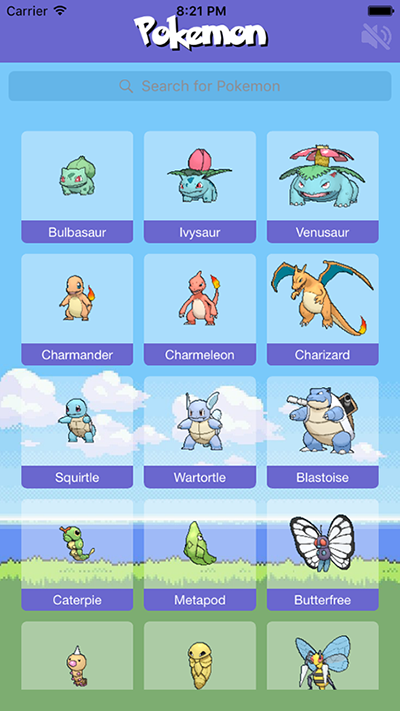 Carrier 8:21 PM
Pokemon
Search for Pokemon
Bulbasaur Ivysaur Venusaur
Charmander Charmeleon Charizard
Squirtle Wartortle Blastoise
Caterpie Metapod Butterfree